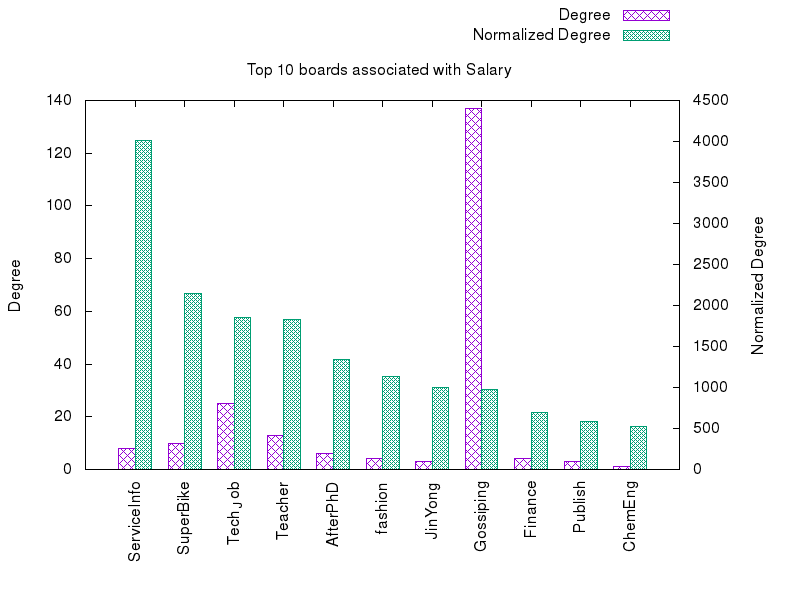 Degree
Normalized Degree
Top 10 boards associated with Salary
140
120
100
80
60
40
20
0
4500
4000
3500
3000
2500
2000
1500
1000
500
0
Degree
Normalized Degree
ServiceInfo
SuperBike
Tech_Job
Teacher
AfterPhD
fashion
JinYong
Gossiping
Finance
Publish
ChemEng